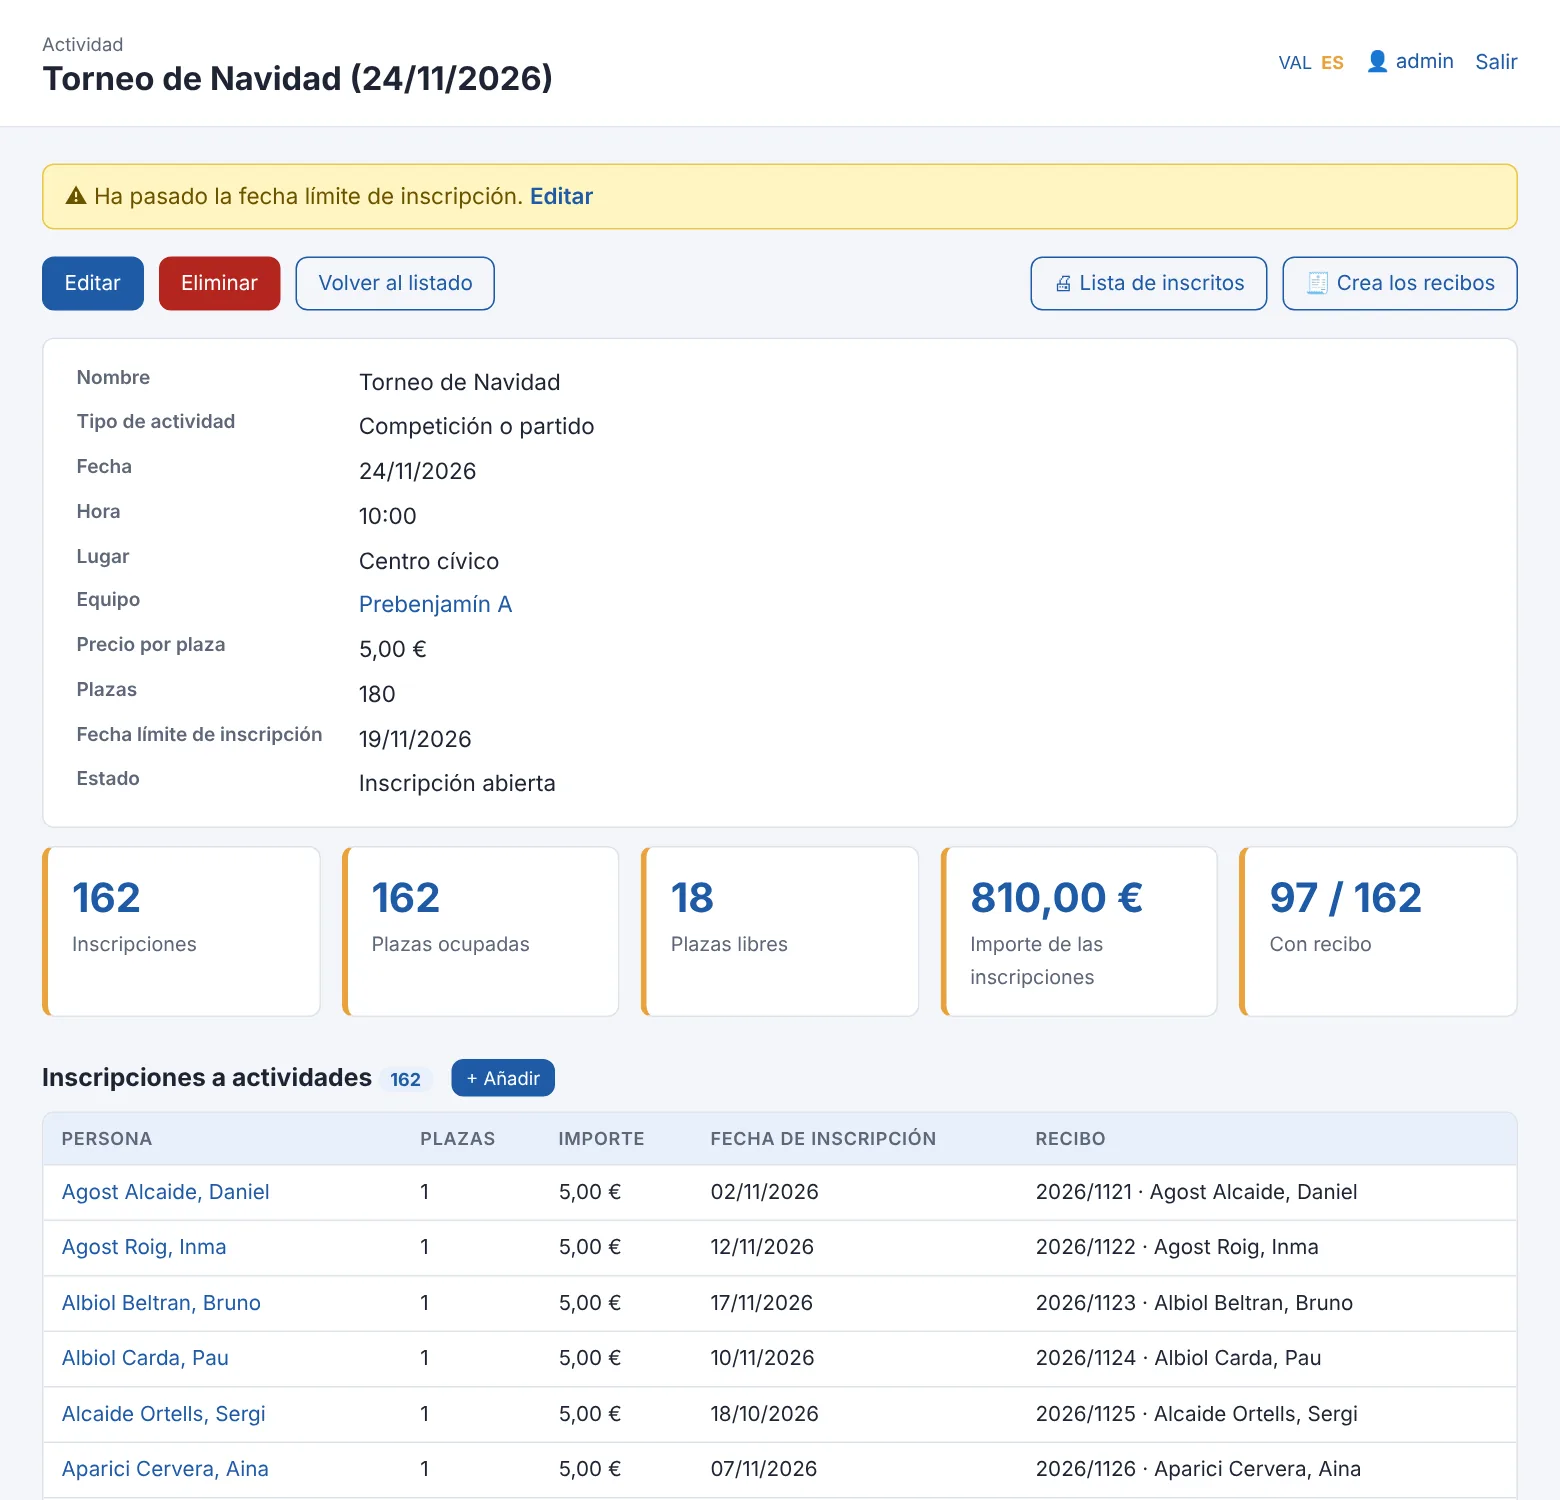 Actividad
Torneo de Navidad (24/11/2026)
VAL ES 👤 admin Salir
⚠ Ha pasado la fecha límite de inscripción. Editar
Editar Eliminar Volver al listado 🖨 Lista de inscritos 🧾 Crea los recibos
Nombre Torneo de Navidad
Tipo de actividad Competición o partido
Fecha 24/11/2026
Hora 10:00
Lugar Centro cívico
Equipo Prebenjamín A
Precio por plaza 5,00 €
Plazas 180
Fecha límite de inscripción 19/11/2026
Estado Inscripción abierta
162 162 18 810,00 € 97 / 162
Inscripciones Plazas ocupadas Plazas libres Importe de las Con recibo
inscripciones
Inscripciones a actividades 162 + Añadir
PERSONA PLAZAS IMPORTE FECHA DE INSCRIPCIÓN RECIBO
Agost Alcaide, Daniel 1 5,00 € 02/11/2026 2026/1121 · Agost Alcaide, Daniel
Agost Roig, Inma 1 5,00 € 12/11/2026 2026/1122 · Agost Roig, Inma
Albiol Beltran, Bruno 1 5,00 € 17/11/2026 2026/1123 · Albiol Beltran, Bruno
Albiol Carda, Pau 1 5,00 € 10/11/2026 2026/1124 · Albiol Carda, Pau
Alcaide Ortells, Sergi 1 5,00 € 18/10/2026 2026/1125 · Alcaide Ortells, Sergi
Aparici Cervera, Aina 1 5,00 € 07/11/2026 2026/1126 · Aparici Cervera, Aina